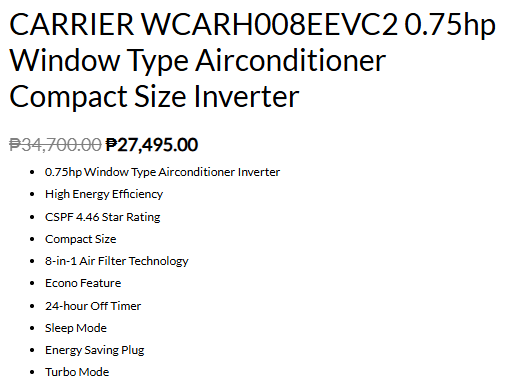 CARRIER WCARH008EEVC2 0.75hp
Window Type Airconditioner
Compact Size Inverter
₱34,700.00 ₱27,495.00
• 0.75hp Window Type Airconditioner Inverter
• High Energy Efficiency
• CSPF 4.46 Star Rating
• Compact Size
• 8-in-1 Air Filter Technology
• Econo Feature
• 24-hour Off Timer
• Sleep Mode
• Energy Saving Plug
• Turbo Mode